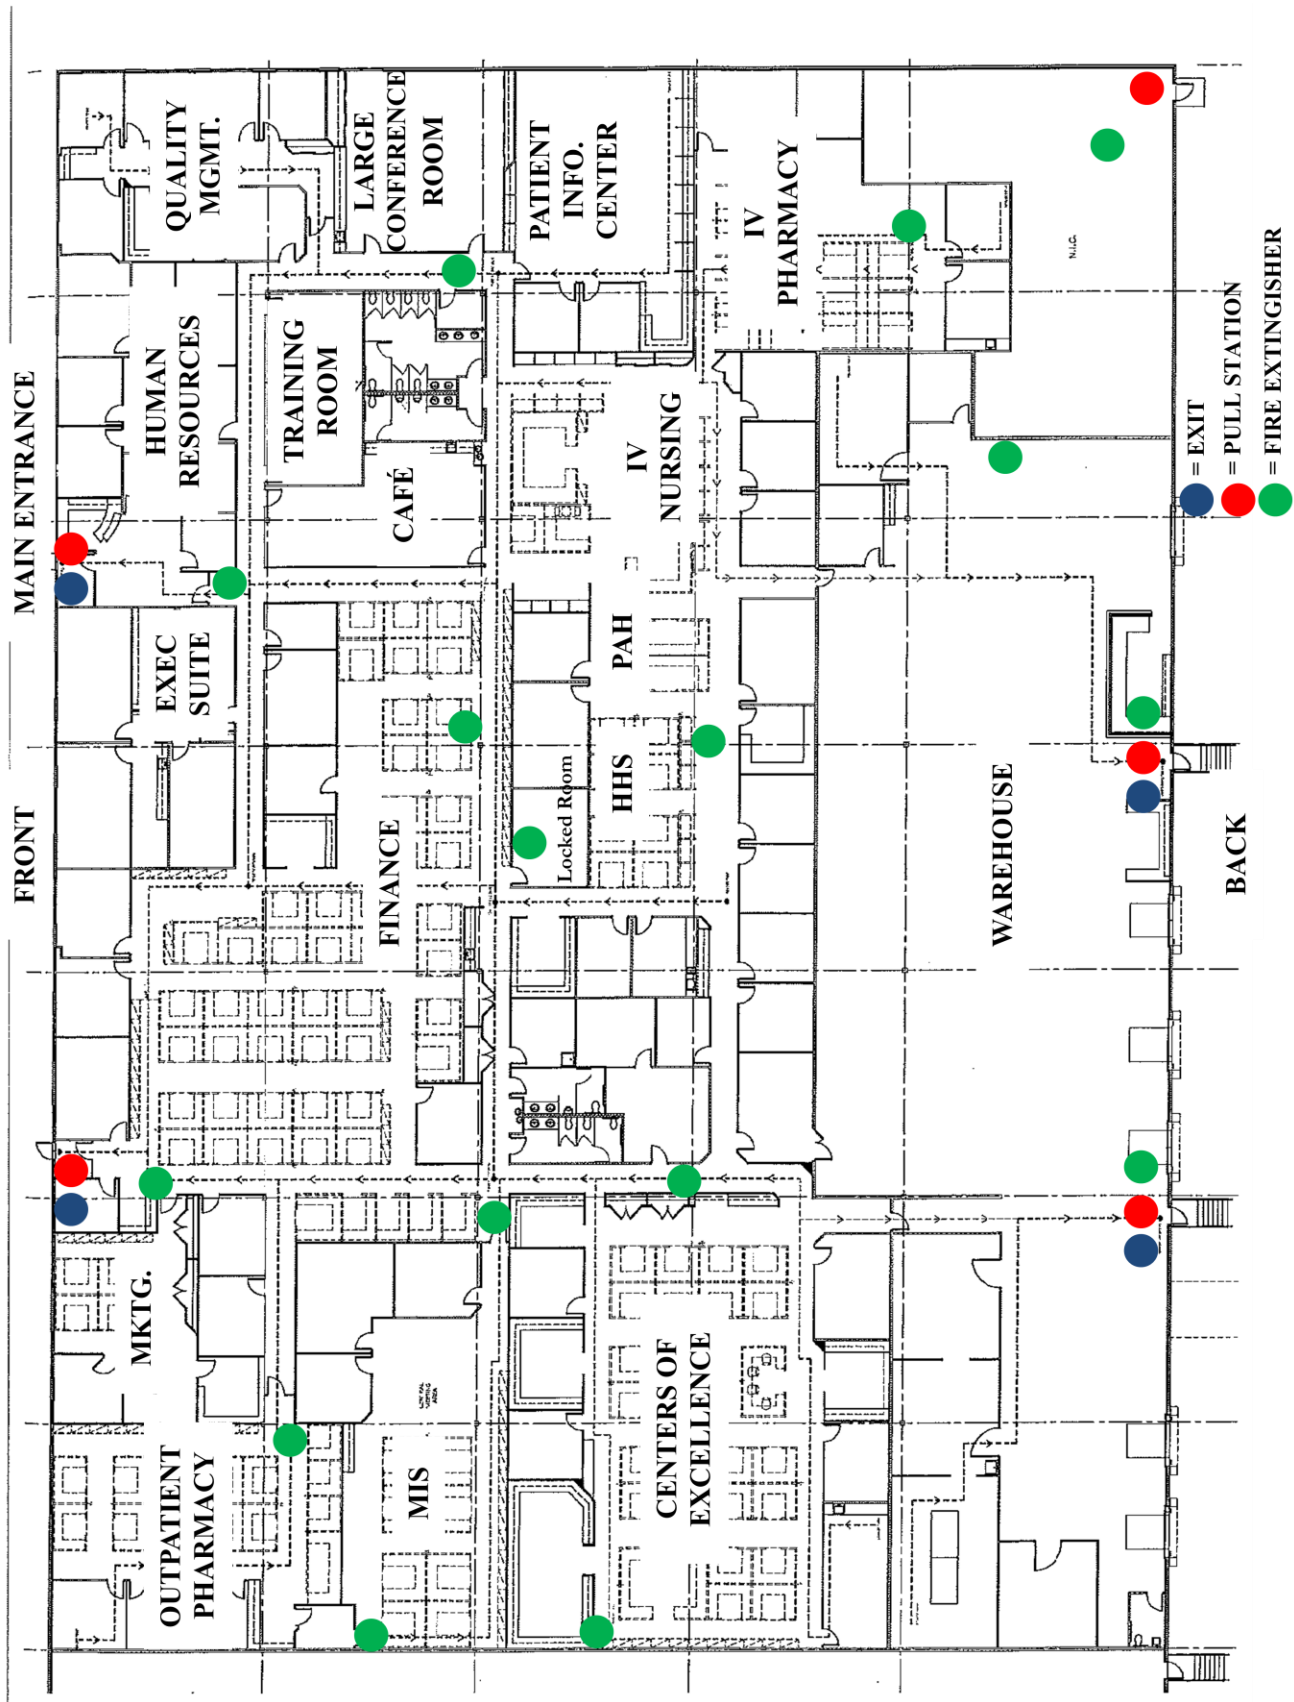 FRONT
MAIN ENTRANCE
OUTPATIENT
PHARMACY
MKTG.
EXEC
SUITE
HUMAN
RESOURCES
QUALITY
MGMT.
MIS
FINANCE
CAFÉ
TRAINING
ROOM
LARGE
CONFERENCE
ROOM
CENTERS OF
EXCELLENCE
Locked Room
HHS
PAH
IV
NURSING
PATIENT
INFO.
CENTER
IV
PHARMACY
WAREHOUSE
N.I.C.
BACK
= EXIT
= PULL STATION
= FIRE EXTINGISHER